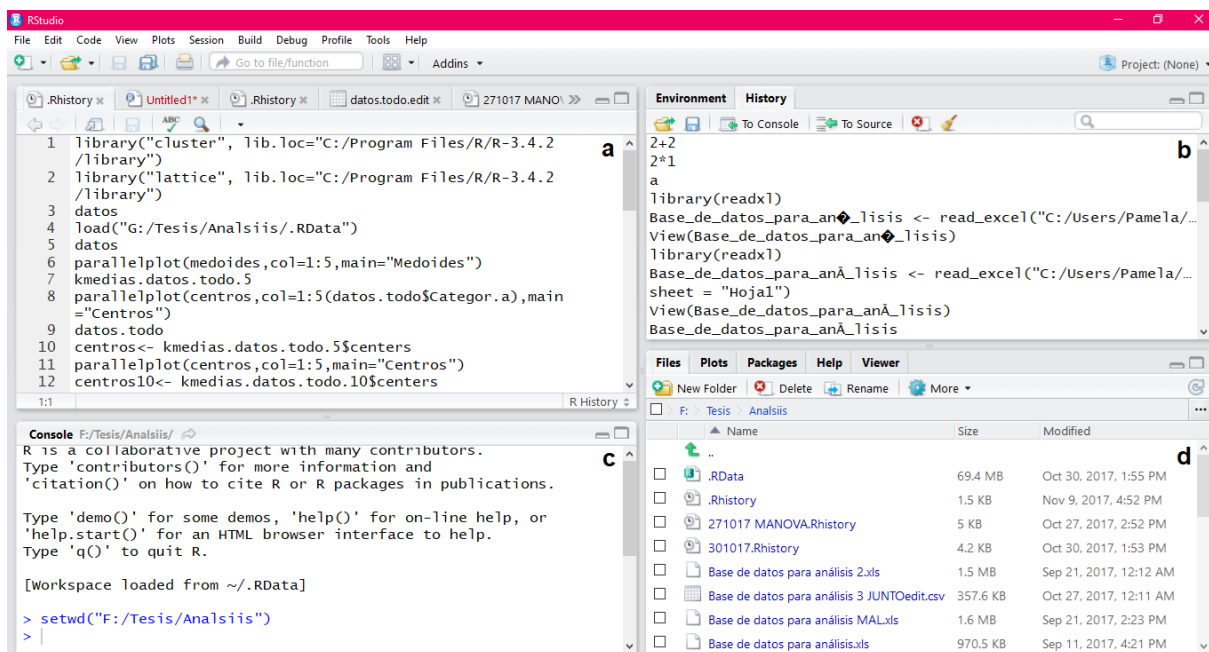 RStudio
File Edit Code View Plots Session Build Debug Profile Tools Help
Go to file/function Addins Project: (None)
.Rhistory Untitled1* .Rhistory datos.todo.edit 271017 MANO
1 library("cluster", lib.loc="C:/Program Files/R/R-3.4.2
/library")
2 library("lattice", lib.loc="C:/Program Files/R/R-3.4.2
/library")
3 datos
4 load("G:/Tesis/Analsiis/.RData")
5 datos
6 parallelplot(medoides,col=1:5,main="Medoides")
7 kmedias.datos.todo.5
8 parallelplot(centros,col=1:5(datos.todo$Categor.a),main
="Centros")
9 datos.todo
10 centros<- kmedias.datos.todo.5$centers
11 parallelplot(centros,col=1:5,main="Centros")
12 centros10<- kmedias.datos.todo.10$centers
a
1:1 R History
Environment History
To Console To Source
2+2
2*1
a
library(readxl)
Base_de_datos_para_an�_lisis <- read_excel("C:/Users/Pamela/…
View(Base_de_datos_para_an�_lisis)
library(readxl)
Base_de_datos_para_anÃ_lisis <- read_excel("C:/Users/Pamela/…
sheet = "Hoja1")
View(Base_de_datos_para_anÃ_lisis)
Base_de_datos_para_anÃ_lisis
b
Console F:/Tesis/Analsiis/
R is a collaborative project with many contributors.
Type 'contributors()' for more information and
'citation()' on how to cite R or R packages in publications.
Type 'demo()' for some demos, 'help()' for on-line help, or
'help.start()' for an HTML browser interface to help.
Type 'q()' to quit R.
[Workspace loaded from ~/.RData]
> setwd("F:/Tesis/Analsiis")
>
c
Files Plots Packages Help Viewer
New Folder Delete Rename More
F: Tesis Analsiis
Name Size Modified
..
.RData 69.4 MB Oct 30, 2017, 1:55 PM
.Rhistory 1.5 KB Nov 9, 2017, 4:52 PM
271017 MANOVA.Rhistory 5 KB Oct 27, 2017, 2:52 PM
301017.Rhistory 4.2 KB Oct 30, 2017, 1:53 PM
Base de datos para análisis 2.xls 1.5 MB Sep 21, 2017, 12:12 AM
Base de datos para análisis 3 JUNTOedit.csv 357.6 KB Oct 27, 2017, 12:11 AM
Base de datos para análisis MAL.xls 1.6 MB Sep 21, 2017, 2:23 PM
Base de datos para análisis.xls 970.5 KB Sep 11, 2017, 4:21 PM
d